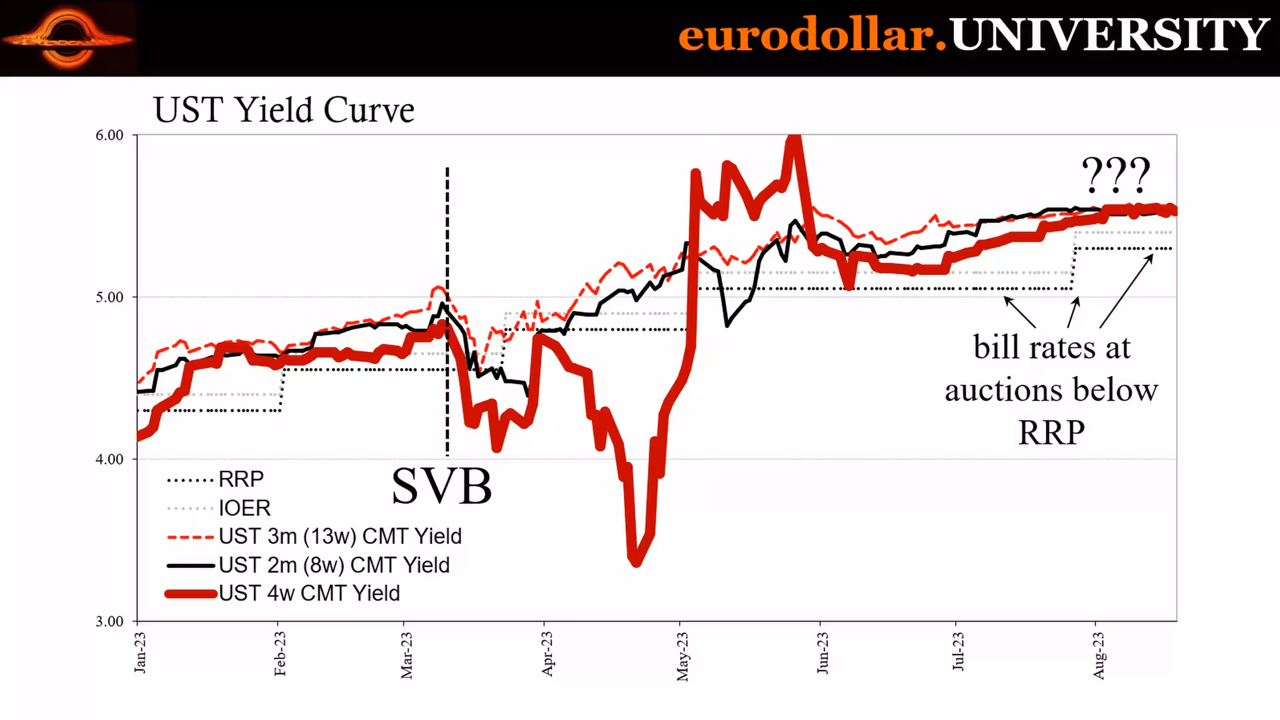 eurodollar.UNIVERSITY
UST Yield Curve
6.00
5.00
4.00
3.00
???
bill rates at
auctions below
RRP
SVB
RRP
IOER
UST 3m (13w) CMT Yield
UST 2m (8w) CMT Yield
UST 4w CMT Yield
Jan-23
Feb-23
Mar-23
Apr-23
May-23
Jun-23
Jul-23
Aug-23